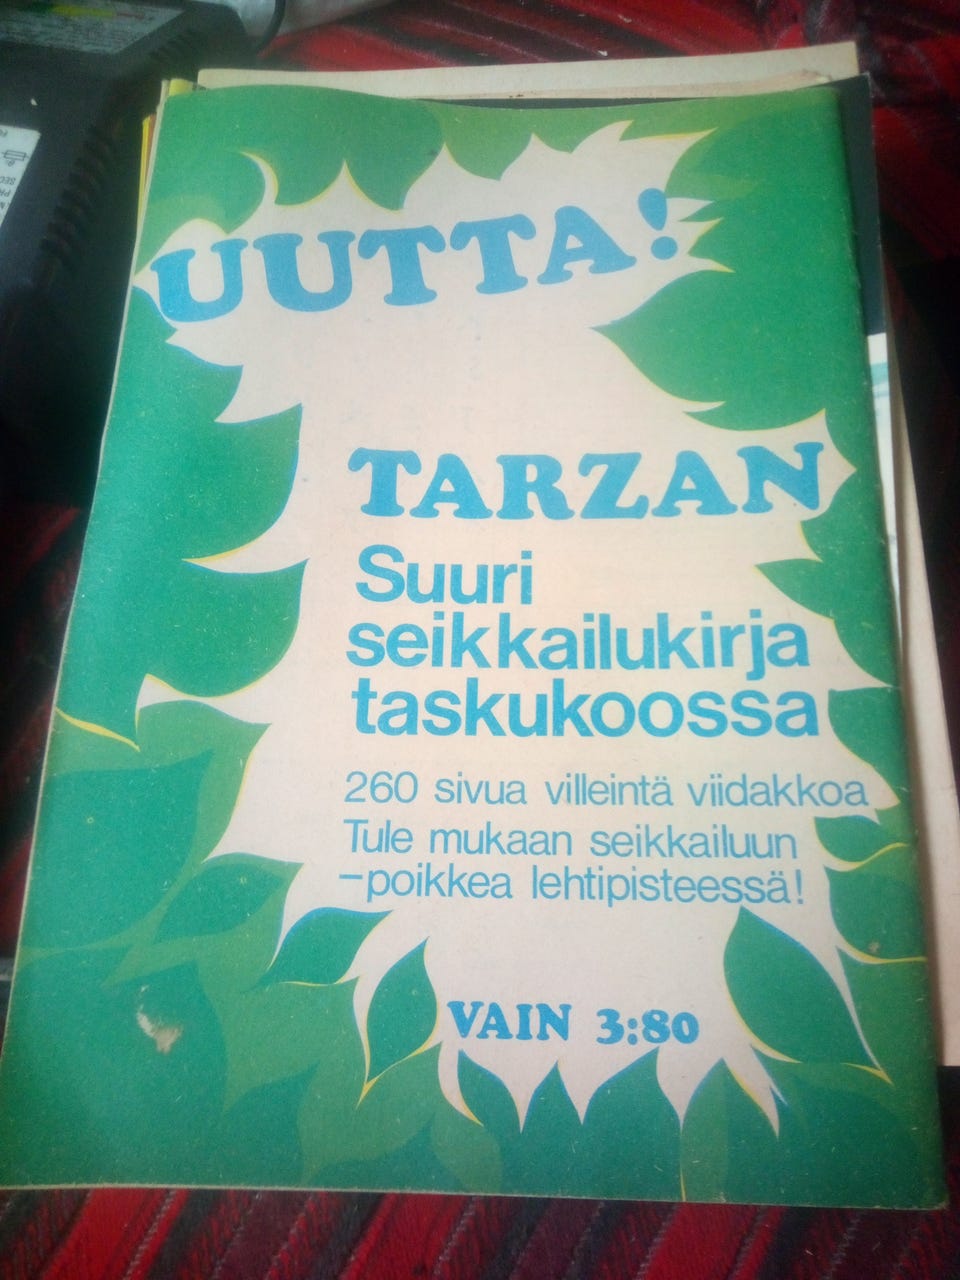 UUTTA!
TARZAN
Suuri
seikkailukirja
taskukoossa
260 sivua villeintä viidakkoa
Tule mukaan seikkailuun
–poikkea lehtipisteessä!
VAIN 3:80